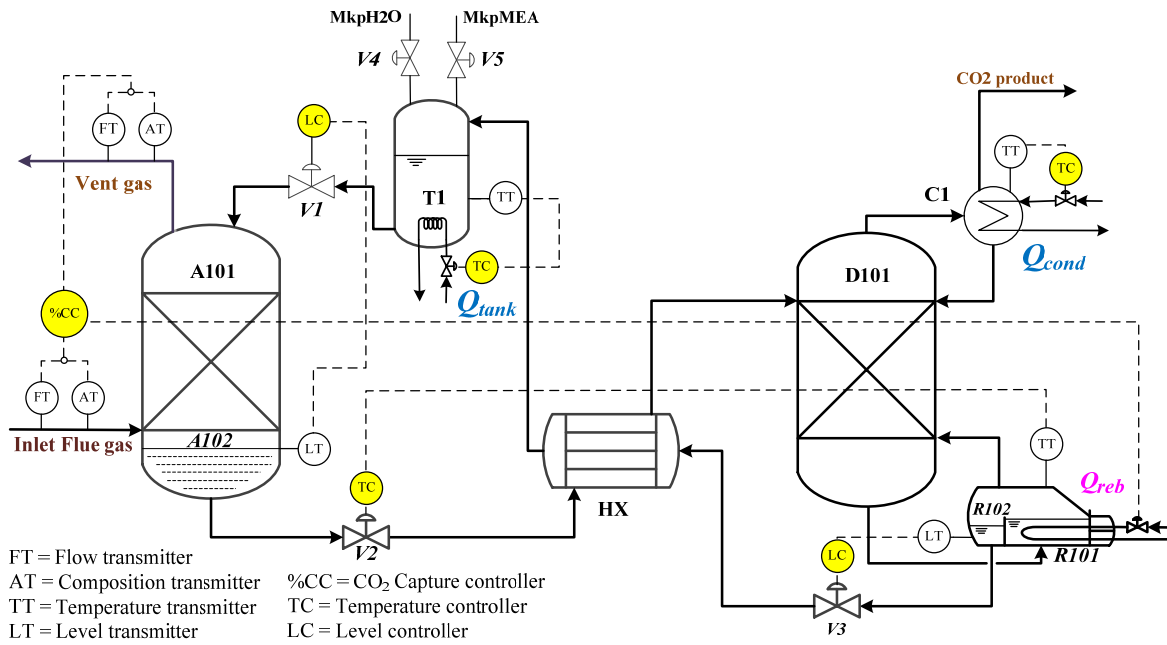 MkpH2O
MkpMEA
V4
V5
CO2 product
FT
AT
LC
TT
TC
Vent gas
V1
T1
TT
C1
A101
TC
Qtank
D101
Qcond
%CC
FT
AT
Inlet Flue gas
A102
LT
TT
TC
HX
Qreb
R102
V2
LT
R101
LC
V3
FT = Flow transmitter
AT = Composition transmitter
TT = Temperature transmitter
LT = Level transmitter
%CC = CO2 Capture controller
TC = Temperature controller
LC = Level controller